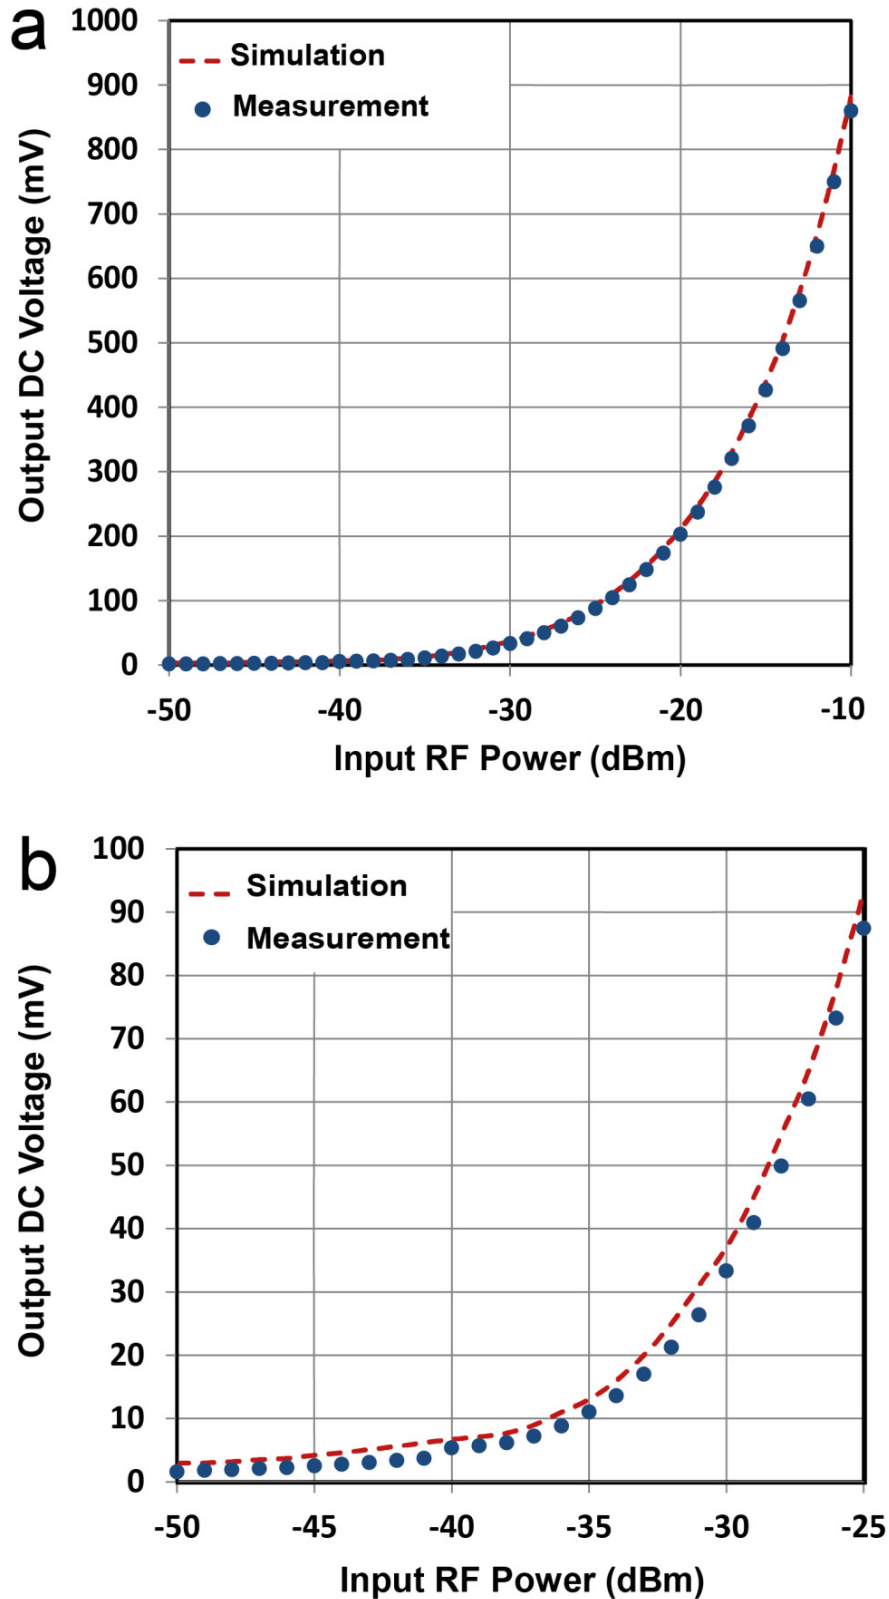 a
1000
900
800
700
600
500
400
300
200
100
0
Output DC Voltage (mV)
Simulation
Measurement
-50 -40 -30 -20 -10
Input RF Power (dBm)
b
100
90
80
70
60
50
40
30
20
10
0
Output DC Voltage (mV)
Simulation
Measurement
-50 -45 -40 -35 -30 -25
Input RF Power (dBm)